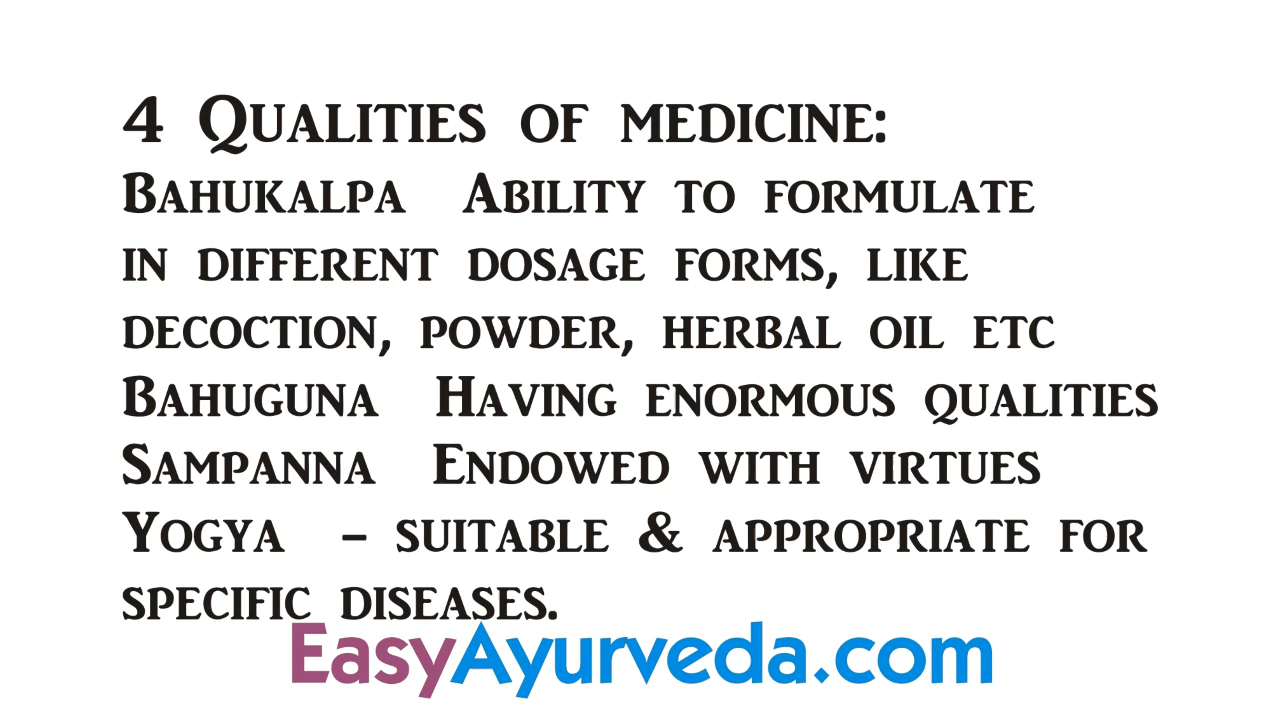 4 Qualities of medicine:
Bahukalpa Ability to formulate
in different dosage forms, like
decoction, powder, herbal oil etc
Bahuguna Having enormous qualities
Sampanna Endowed with virtues
Yogya – suitable & appropriate for
specific diseases.
EasyAyurveda.com